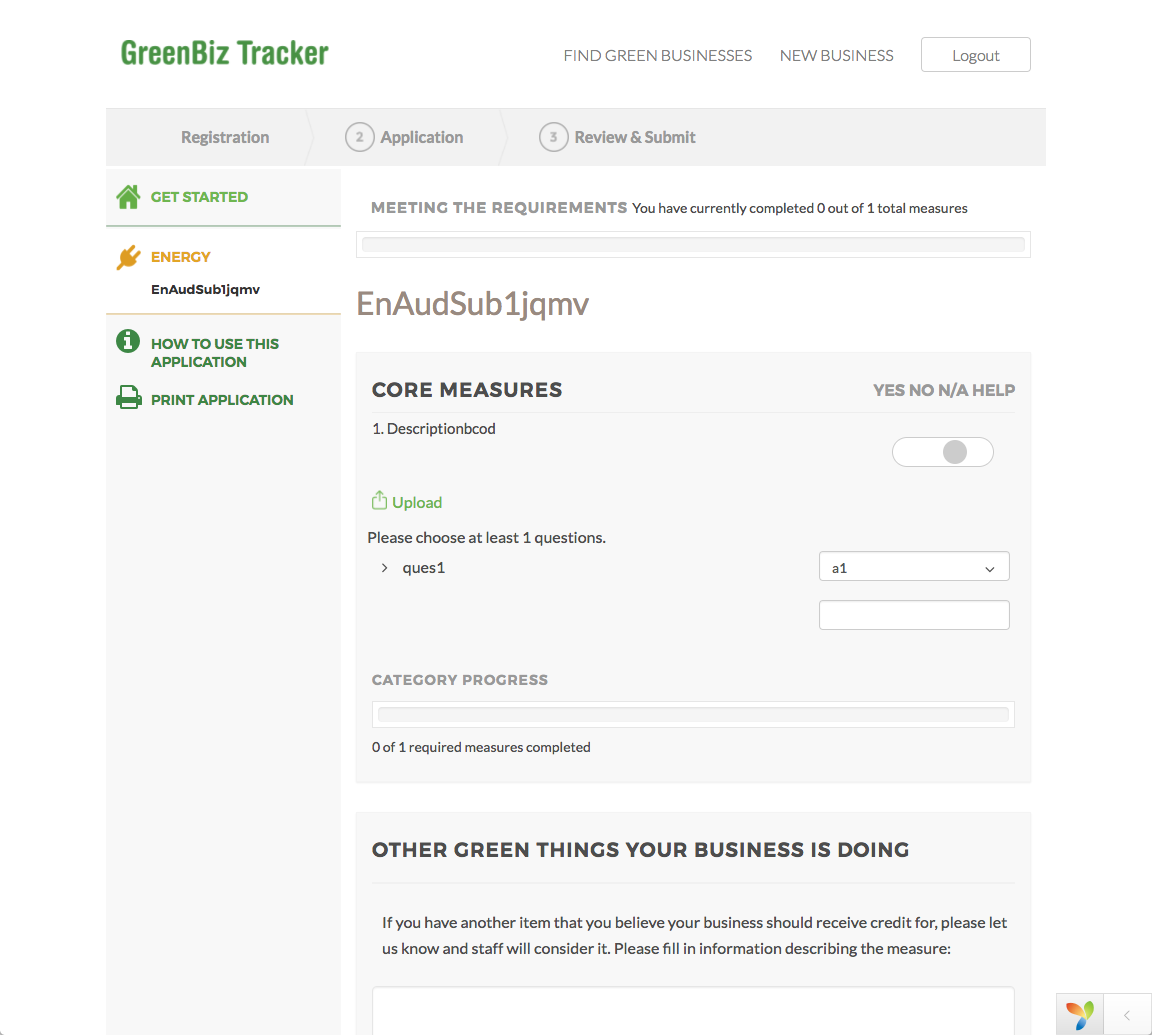 GreenBiz Tracker
FIND GREEN BUSINESSES
NEW BUSINESS
Logout
Registration
2 Application
3 Review & Submit
GET STARTED
ENERGY
EnAudSub1jqmv
HOW TO USE THIS
APPLICATION
PRINT APPLICATION
MEETING THE REQUIREMENTS You have currently completed 0 out of 1 total measures
EnAudSub1jqmv
CORE MEASURES
YES NO N/A HELP
1. Descriptionbcod
Upload
Please choose at least 1 questions.
ques1
a1
CATEGORY PROGRESS
0 of 1 required measures completed
OTHER GREEN THINGS YOUR BUSINESS IS DOING
If you have another item that you believe your business should receive credit for, please let
us know and staff will consider it. Please fill in information describing the measure: